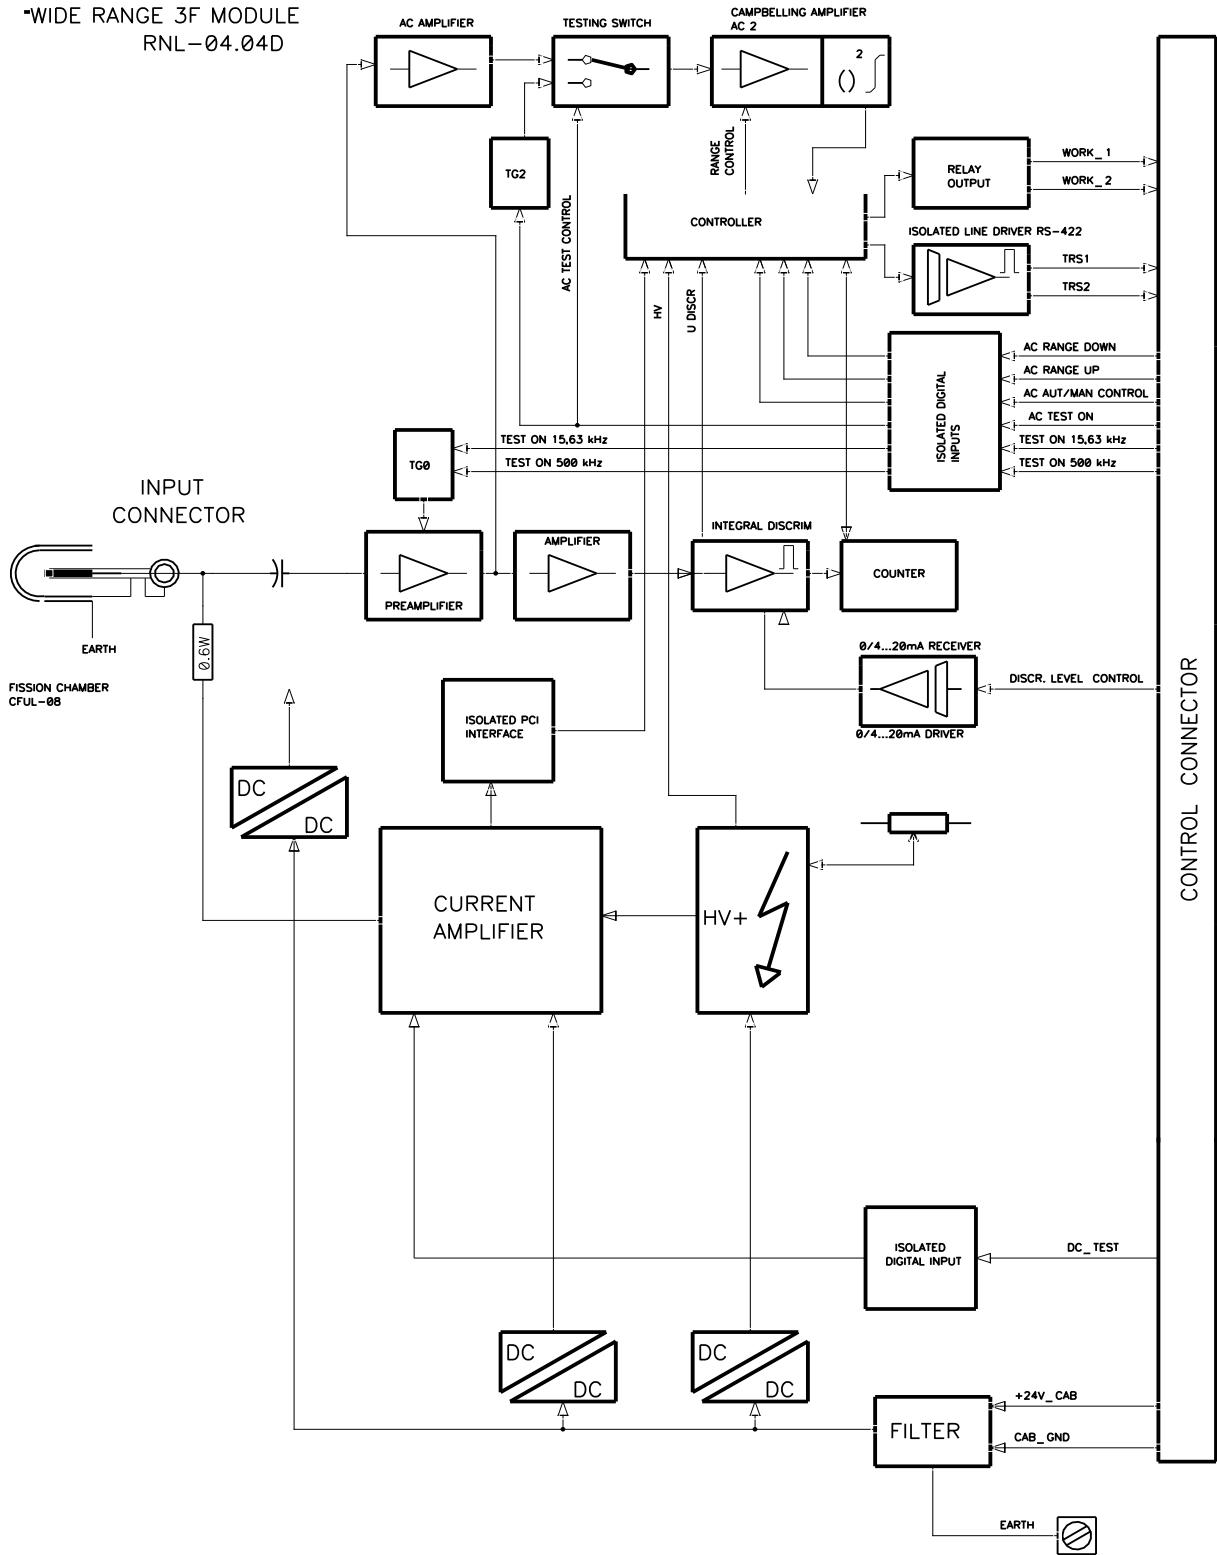 "WIDE RANGE 3F MODULE
RNL-04.04D
AC AMPLIFIER
TESTING SWITCH
CAMPBELLING AMPLIFIER
AC 2
2
()
TG2
RANGE
CONTROL
AC TEST CONTROL
CONTROLLER
RELAY
OUTPUT
WORK_1
WORK_2
ISOLATED LINE DRIVER RS-422
TRS1
TRS2
HV
U DISCR
ISOLATED DIGITAL
INPUTS
AC RANGE DOWN
AC RANGE UP
AC AUT/MAN CONTROL
AC TEST ON
TEST ON 15,63 kHz
TEST ON 500 kHz
TEST ON 15,63 kHz
TEST ON 500 kHz
TG0
INPUT
CONNECTOR
PREAMPLIFIER
AMPLIFIER
INTEGRAL DISCRIM
COUNTER
EARTH
0.6W
FISSION CHAMBER
CFUL-08
0/4...20mA RECEIVER
0/4...20mA DRIVER
DISCR. LEVEL CONTROL
CONTROL CONNECTOR
ISOLATED PCI
INTERFACE
DC
DC
CURRENT
AMPLIFIER
HV+
ISOLATED
DIGITAL INPUT
DC_TEST
DC
DC
DC
DC
FILTER
+24V_CAB
CAB_GND
EARTH